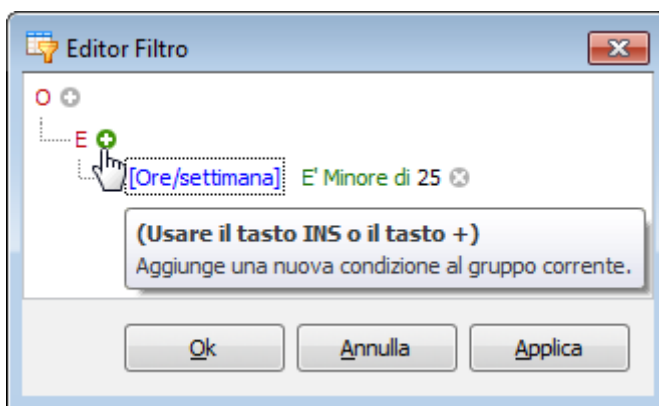 Editor Filtro
O
E
[Ore/settimana] E' Minore di 25
(Usare il tasto INS o il tasto +)
Aggiunge una nuova condizione al gruppo corrente.
Ok Annulla Applica